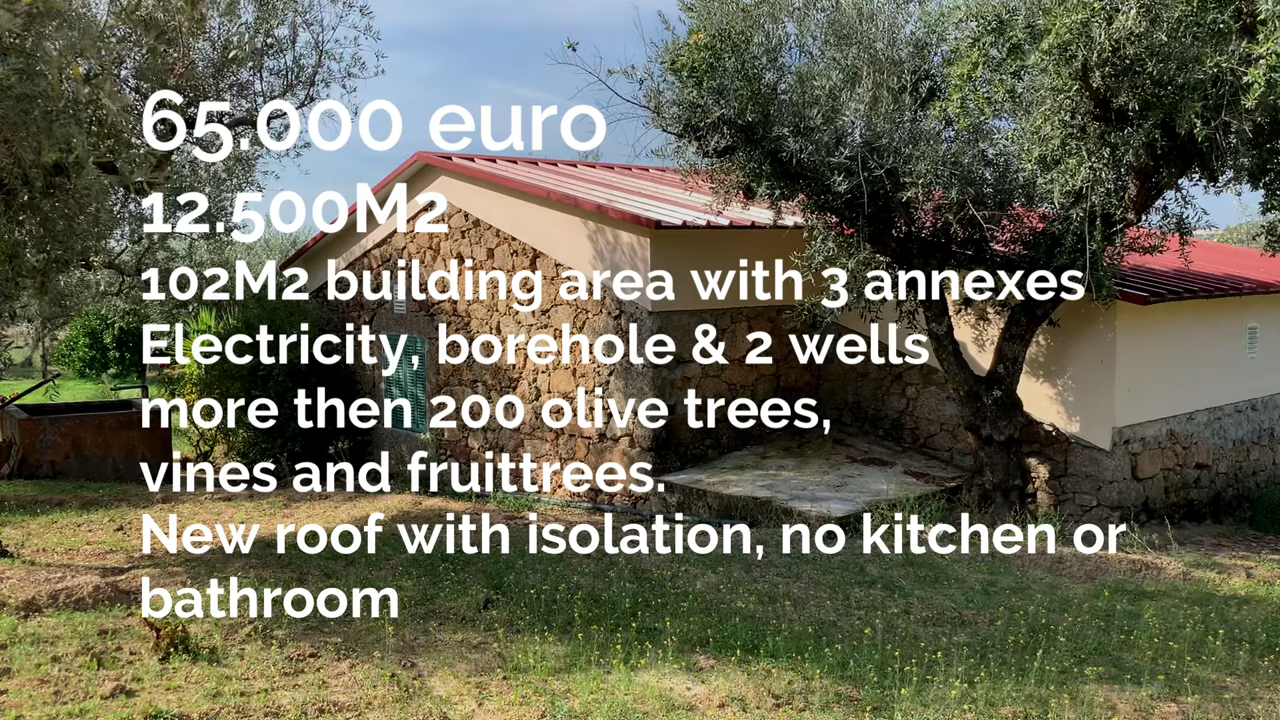 65.000 euro
12.500M2
102M2 building area with 3 annexes
Electricity, borehole & 2 wells
more then 200 olive trees,
vines and fruittrees.
New roof with isolation, no kitchen or
bathroom